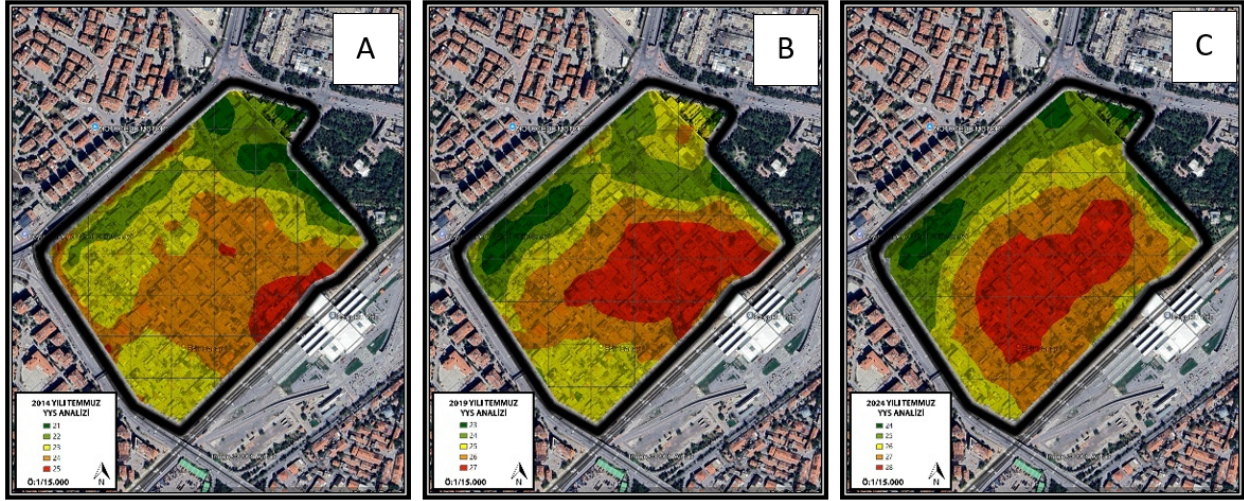 A
2014 YILI TEMMUZ
YYS ANALİZİ
21
22
23
24
25
Ö:1/15.000
N
B
2019 YILI TEMMUZ
YYS ANALİZİ
23
24
25
26
27
Ö:1/15.000
N
C
2024 YILI TEMMUZ
YYS ANALİZİ
24
25
26
27
28
Ö:1/15.000
N